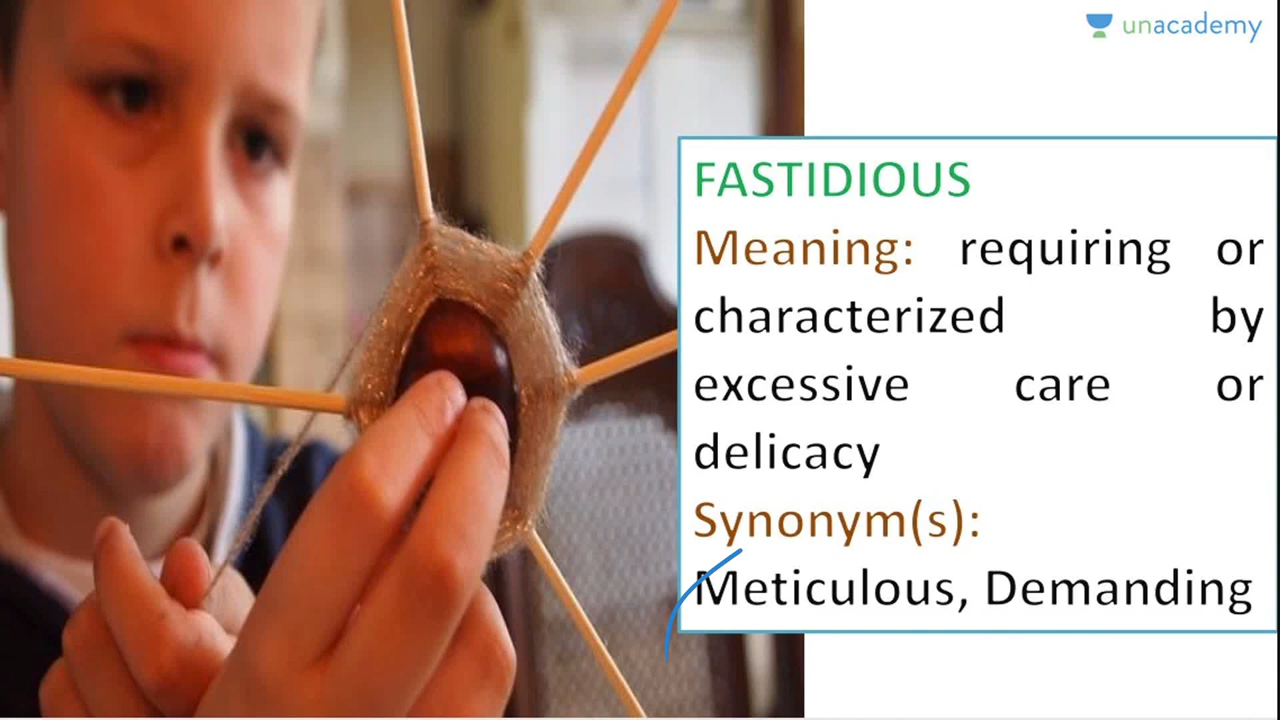 unacademy
FASTIDIOUS
Meaning: requiring or
characterized by
excessive care or
delicacy
Synonym(s):
Meticulous, Demanding